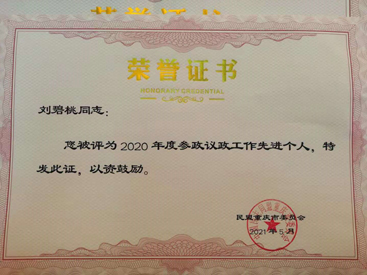 荣誉证书
HONORARY CREDENTIAL
刘碧桃同志：
您被评为2020年度参政议政工作先进个人，特
发此证，以资鼓励。
民盟重庆市委员会
2021年5月